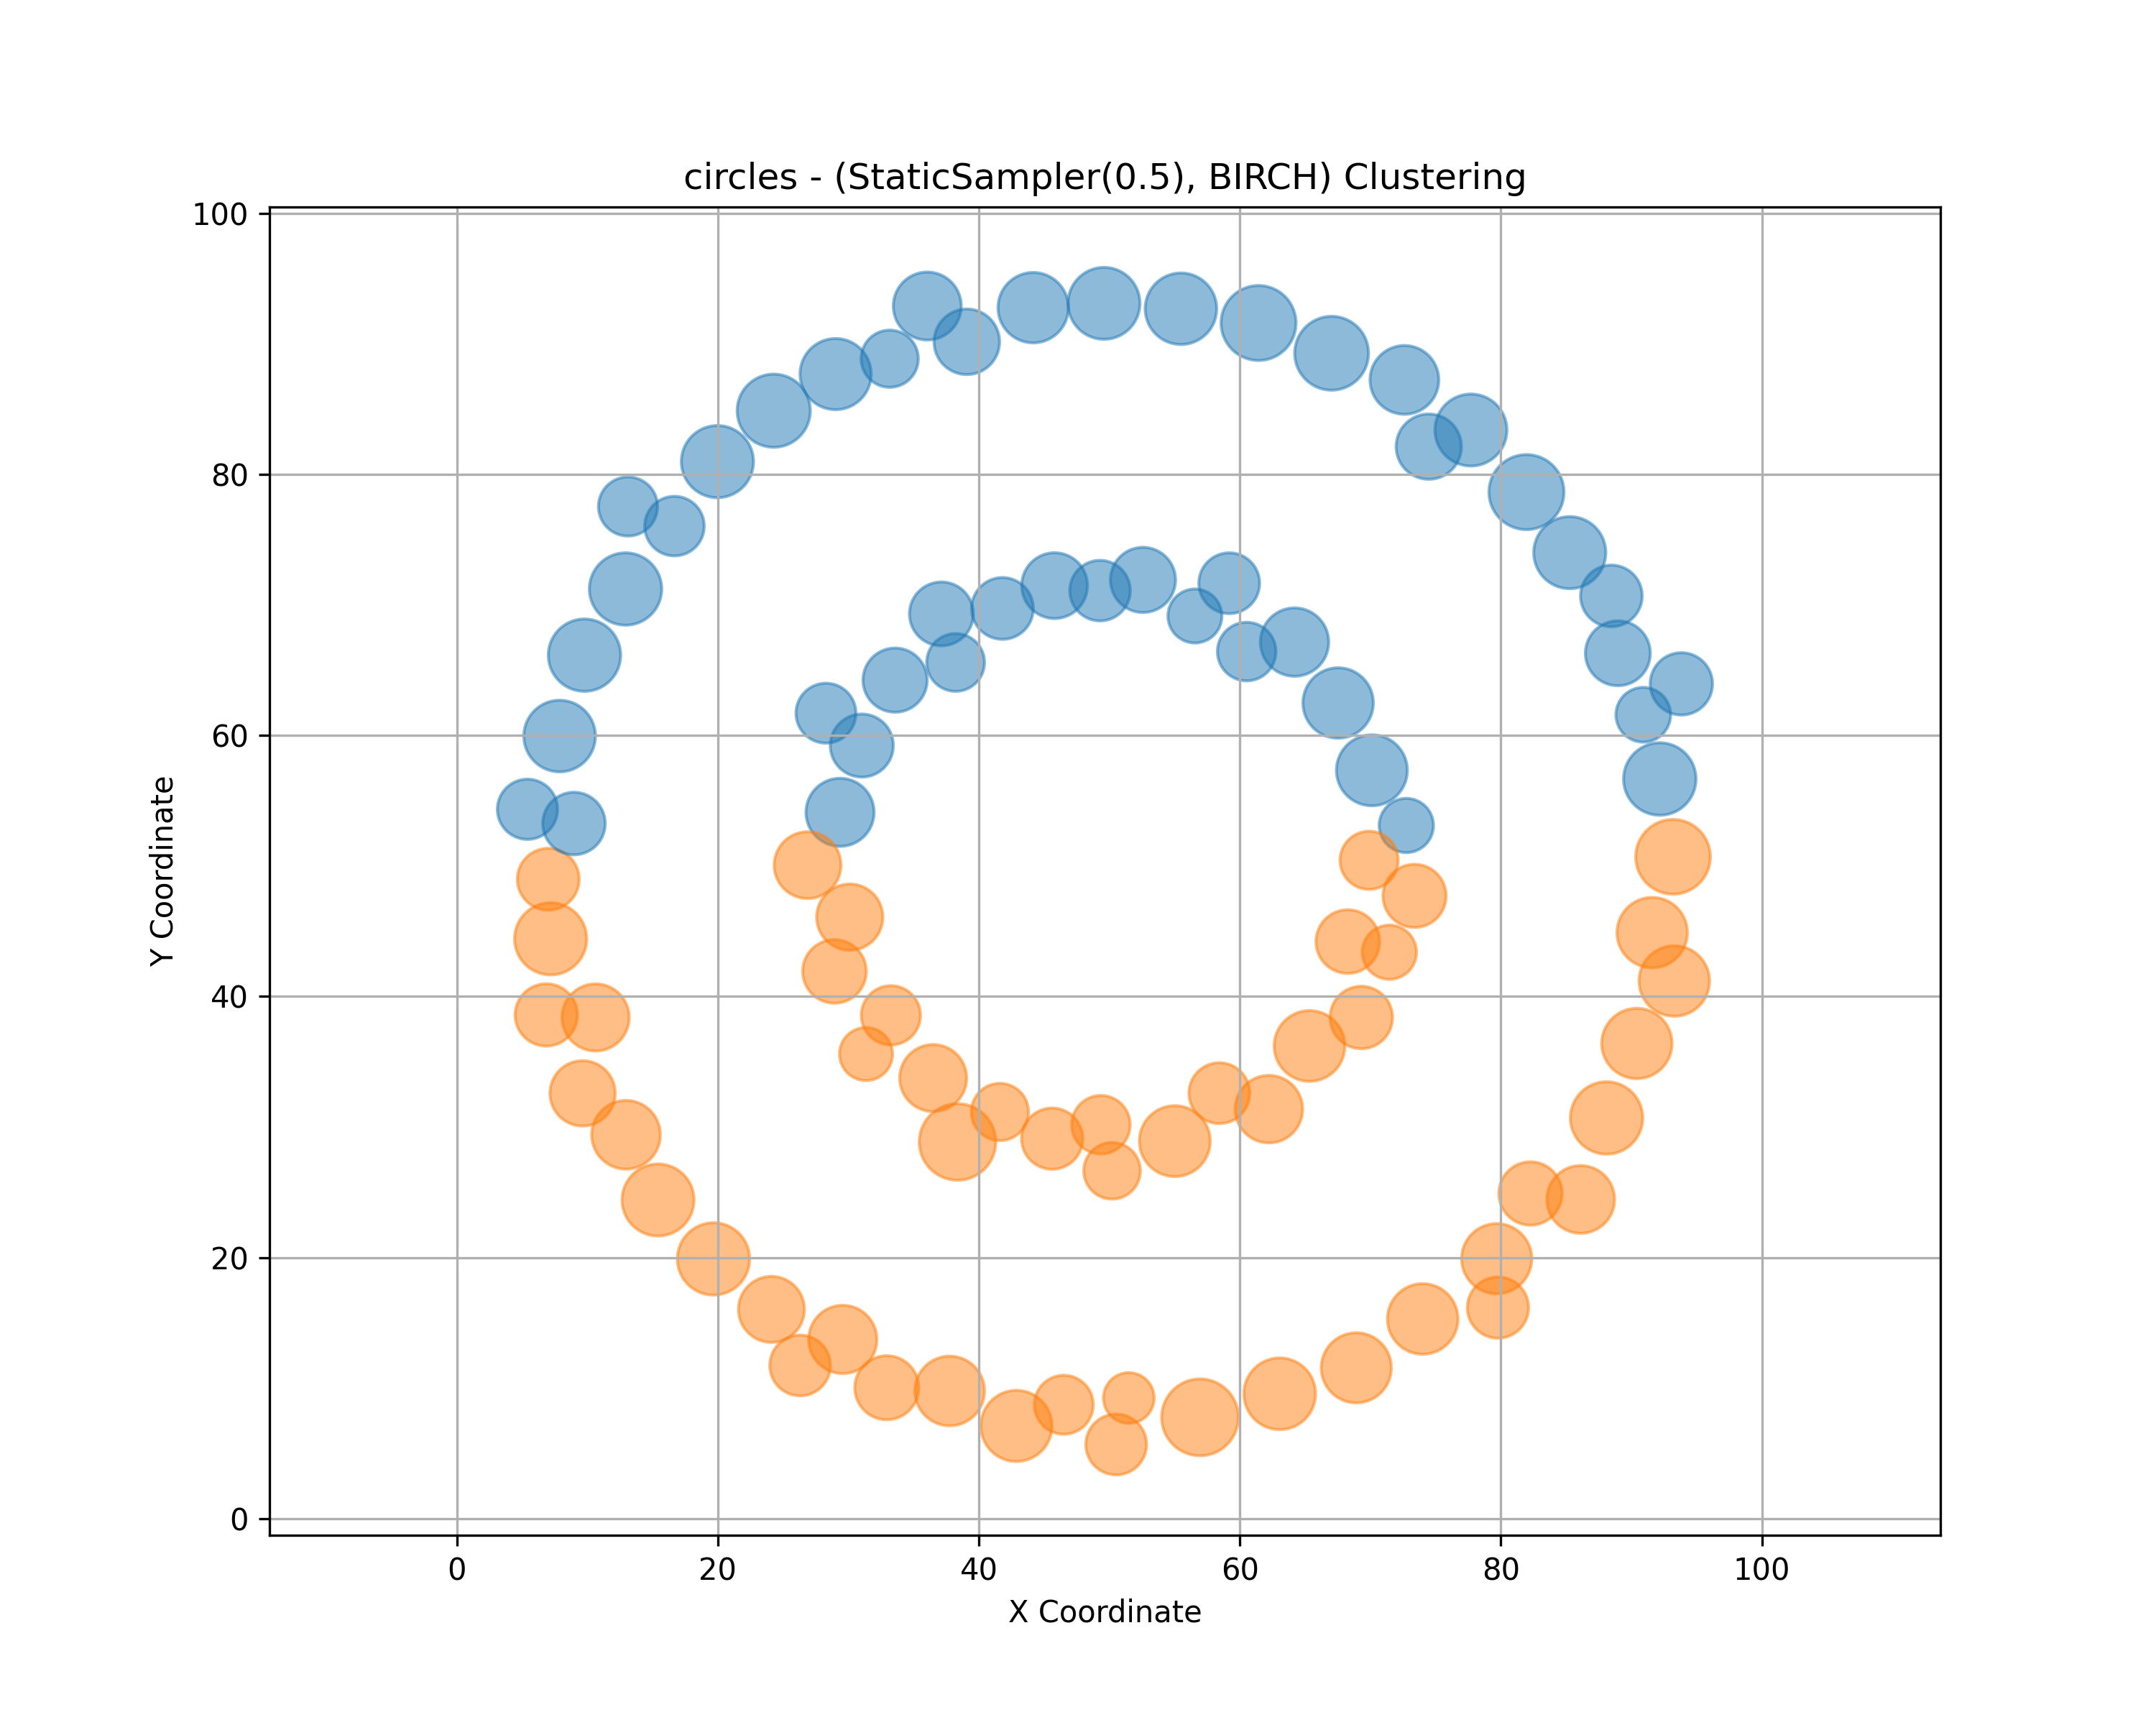 circles - (StaticSampler(0.5), BIRCH) Clustering
100
80
60
40
20
0
Y Coordinate
0 20 40 60 80 100
X Coordinate